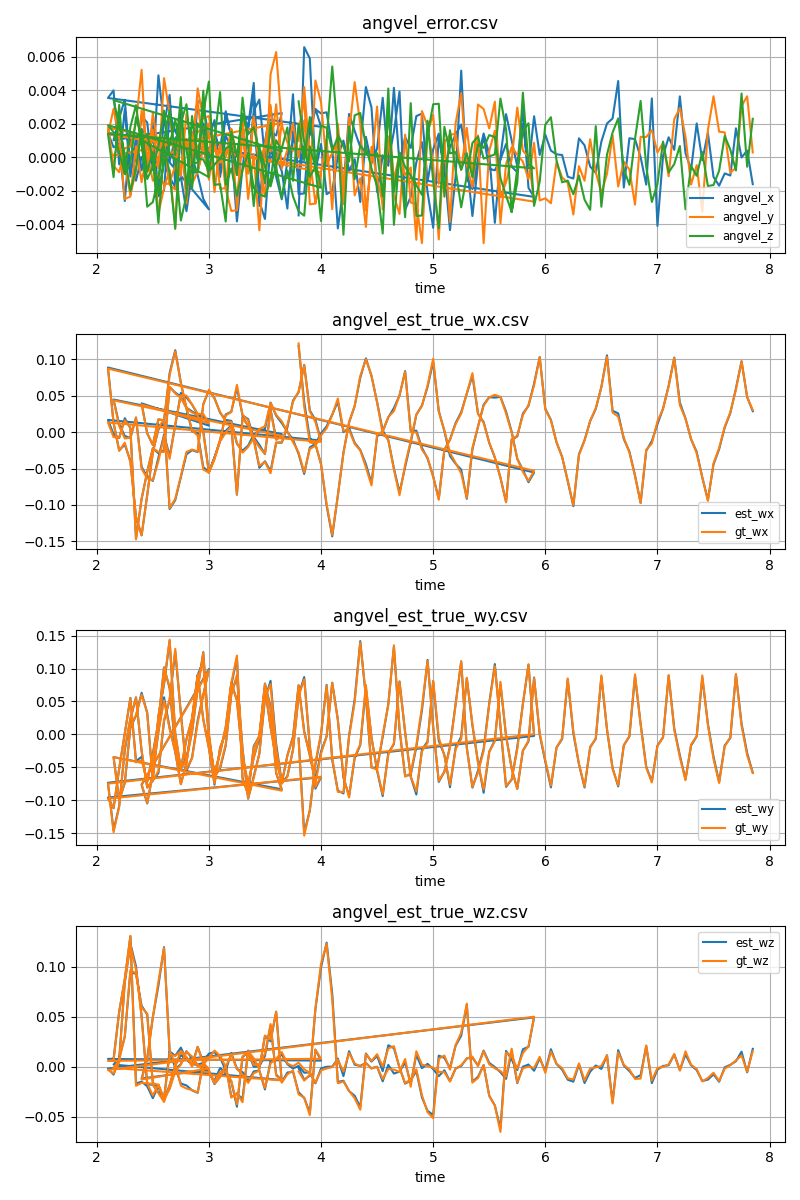 angvel_error.csv
0.006
0.004
0.002
0.000
−0.002
−0.004
angvel_x
angvel_y
angvel_z
2 3 4 5 6 7 8
time
angvel_est_true_wx.csv
0.10
0.05
0.00
−0.05
−0.10
−0.15
est_wx
gt_wx
2 3 4 5 6 7 8
time
angvel_est_true_wy.csv
0.15
0.10
0.05
0.00
−0.05
−0.10
−0.15
est_wy
gt_wy
2 3 4 5 6 7 8
time
angvel_est_true_wz.csv
0.10
0.05
0.00
−0.05
est_wz
gt_wz
2 3 4 5 6 7 8
time